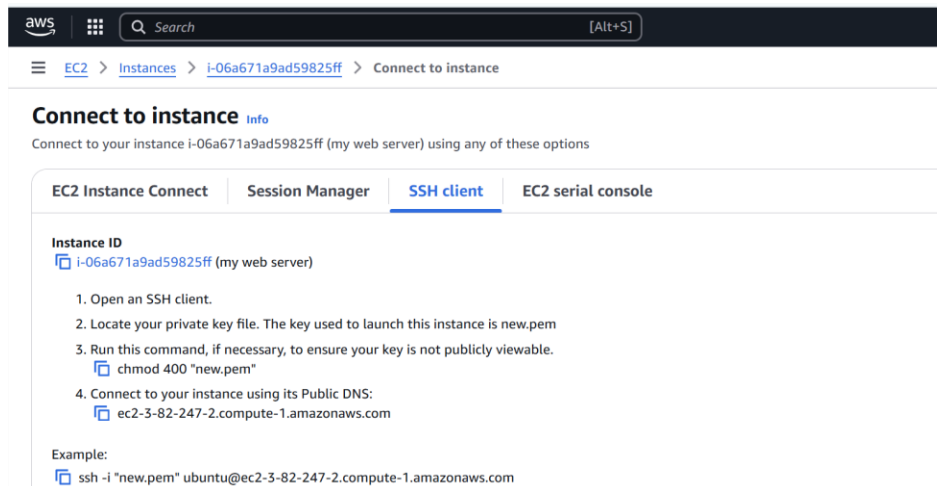 aws
Search [Alt+S]
EC2 > Instances > i-06a671a9ad59825ff > Connect to instance
Connect to instance Info
Connect to your instance i-06a671a9ad59825ff (my web server) using any of these options
EC2 Instance Connect Session Manager SSH client EC2 serial console
Instance ID
i-06a671a9ad59825ff (my web server)
1. Open an SSH client.
2. Locate your private key file. The key used to launch this instance is new.pem
3. Run this command, if necessary, to ensure your key is not publicly viewable.
chmod 400 "new.pem"
4. Connect to your instance using its Public DNS:
ec2-3-82-247-2.compute-1.amazonaws.com
Example:
ssh -i "new.pem" ubuntu@ec2-3-82-247-2.compute-1.amazonaws.com